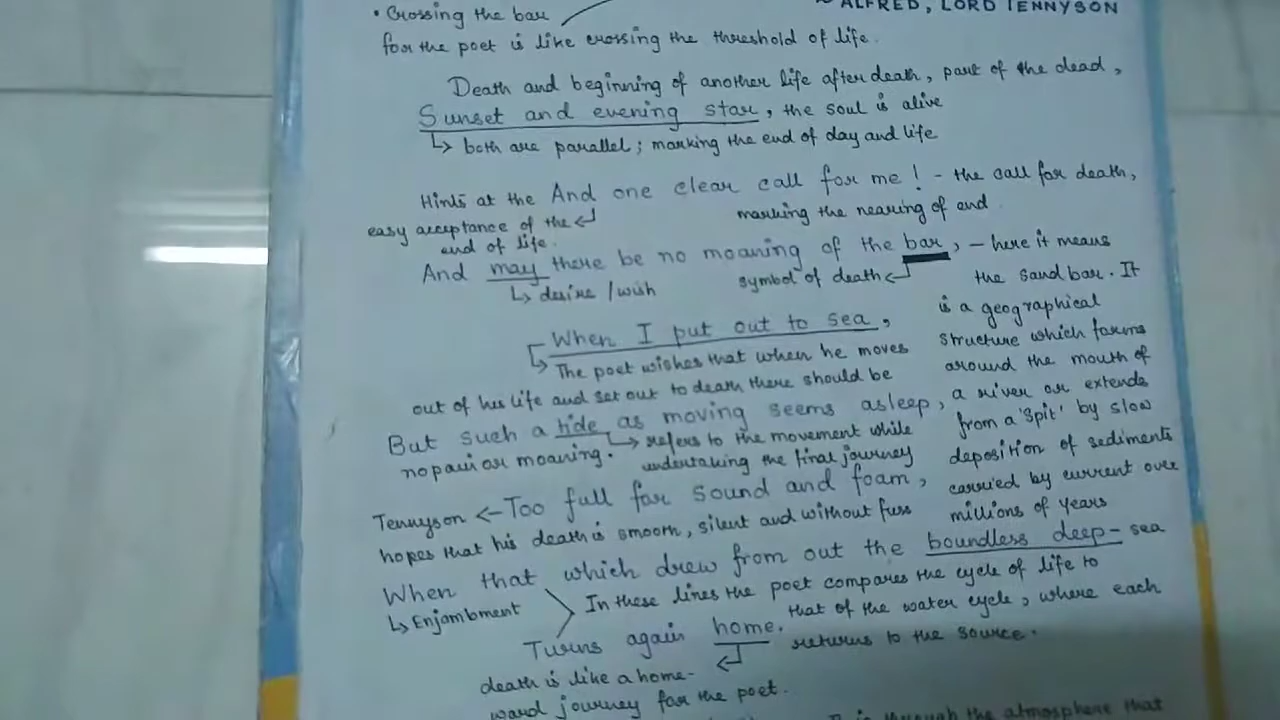 ~ ALFRED, LORD TENNYSON
• Crossing the bar
for the poet is like crossing the threshold of life.
Death and beginning of another life after death, part of the dead,
Sunset and evening star, the soul is alive
↳ both are parallel; marking the end of day and life
Hints at the And one clear call for me! - the call for death,
easy acceptance of the ↲ marking the nearing of end
end of life.
And may there be no moaning of the bar, - here it means
↳ desire / wish symbol of death ↲ the sand bar. It
is a geographical
When I put out to sea, structure which forms
↳ The poet wishes that when he moves around the mouth of
out of his life and set out to death there should be a river or extends
But such a tide as moving seems asleep, from a 'spit' by slow
no pain or moaning. ↳ refers to the movement while deposition of sediments
undertaking the final journey carried by current over
Tennyson ← Too full for sound and foam, millions of years
hopes that his death is smooth, silent and without fuss
When that which drew from out the boundless deep - sea
↳ Enjambment In these lines the poet compares the cycle of life to
that of the water cycle, where each
Turns again home. returns to the source.
death is like a home- ↲
ward journey for the poet.
is through the atmosphere that